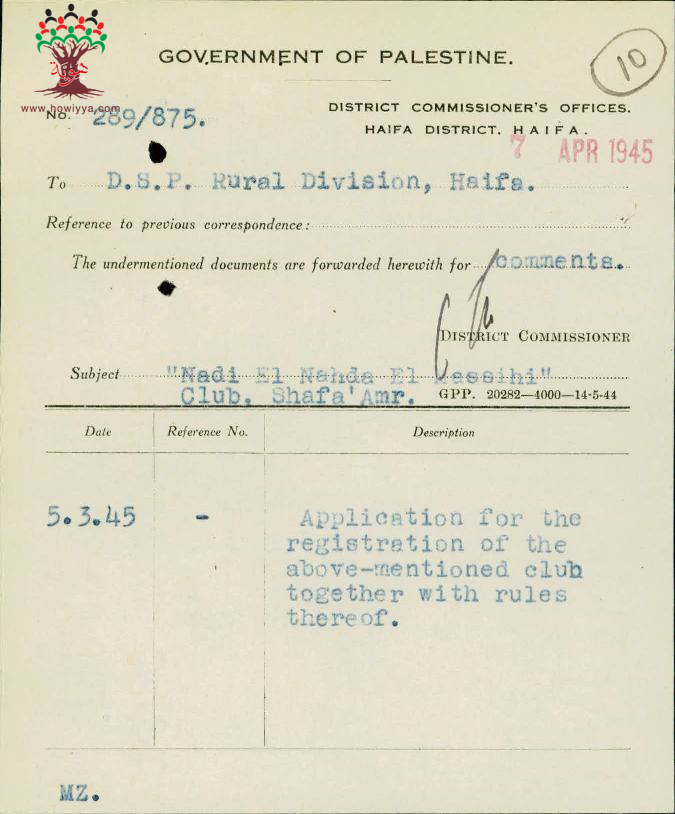 10
GOVERNMENT OF PALESTINE.
www.howiyya.com
No. 289/875.
DISTRICT COMMISSIONER'S OFFICES.
HAIFA DISTRICT. HAIFA.
7 APR 1945
To D.S.P. Rural Division, Haifa.
Reference to previous correspondence:
The undermentioned documents are forwarded herewith for comments.
DISTRICT COMMISSIONER
Subject "Nadi El Nahda El Massihi"
Club, Shafa'Amr.
GPP. 20282—4000—14-5-44
Date Reference No. Description
5.3.45 - Application for the
registration of the
above-mentioned club
together with rules
thereof.
MZ.